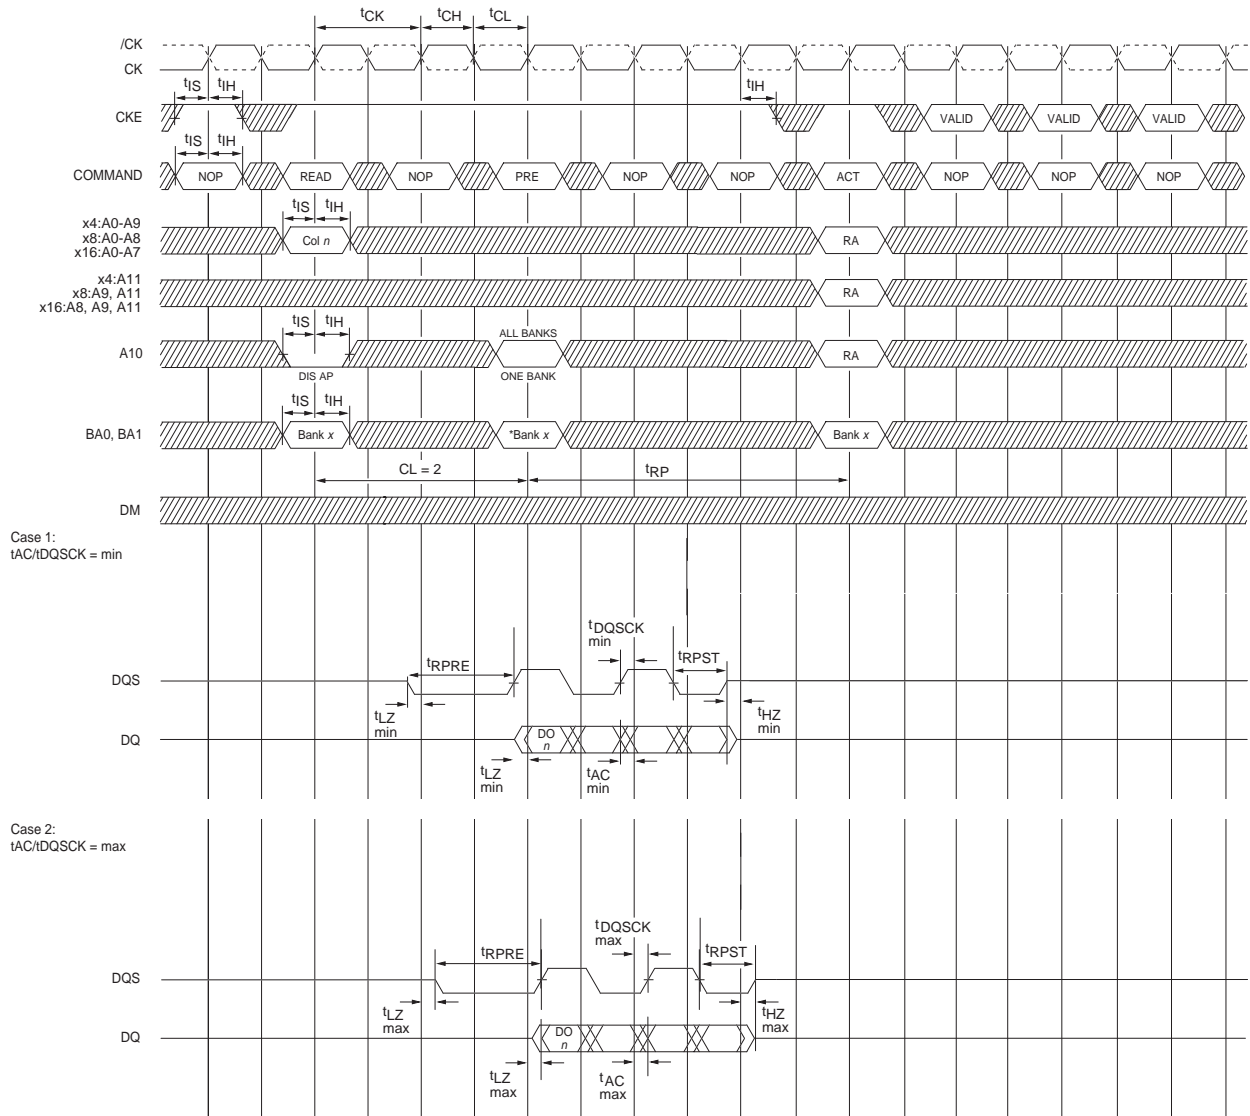 tCK tCH tCL
/CK
CK
tIS tIH tIH
CKE VALID VALID VALID
tIS tIH
COMMAND NOP READ NOP PRE NOP NOP ACT NOP NOP NOP
x4:A0-A9
x8:A0-A8
x16:A0-A7
tIS tIH
Col n RA
x4:A11
x8:A9, A11
x16:A8, A9, A11
RA
tIS tIH
ALL BANKS
A10 RA
DIS AP ONE BANK
tIS tIH
BA0, BA1 Bank x *Bank x Bank x
CL = 2 tRP
DM
Case 1:
tAC/tDQSCK = min
tDQSCK
min
tRPRE tRPST
DQS
tLZ
min
tHZ
min
DQ DO
n
tLZ
min
tAC
min
Case 2:
tAC/tDQSCK = max
tDQSCK
max
tRPRE tRPST
DQS
tLZ
max
tHZ
max
DQ DO
n
tLZ
max
tAC
max